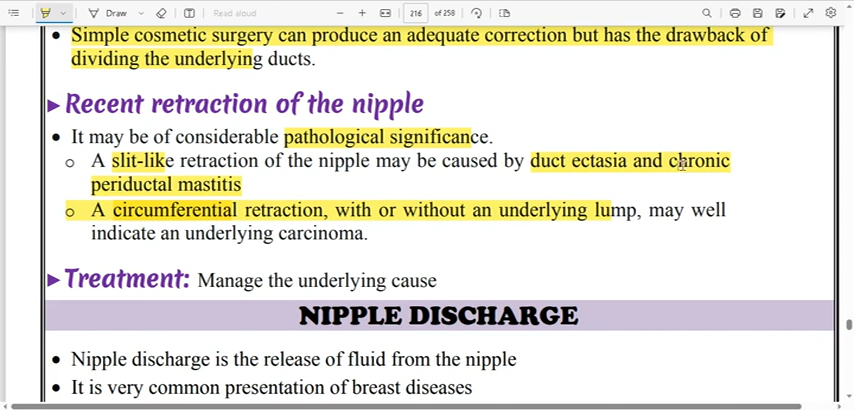 Draw
Read aloud
216 of 258
• Simple cosmetic surgery can produce an adequate correction but has the drawback of
dividing the underlying ducts.
►Recent retraction of the nipple
• It may be of considerable pathological significance.
o A slit-like retraction of the nipple may be caused by duct ectasia and chronic
periductal mastitis
o A circumferential retraction, with or without an underlying lump, may well
indicate an underlying carcinoma.
►Treatment: Manage the underlying cause
NIPPLE DISCHARGE
• Nipple discharge is the release of fluid from the nipple
• It is very common presentation of breast diseases